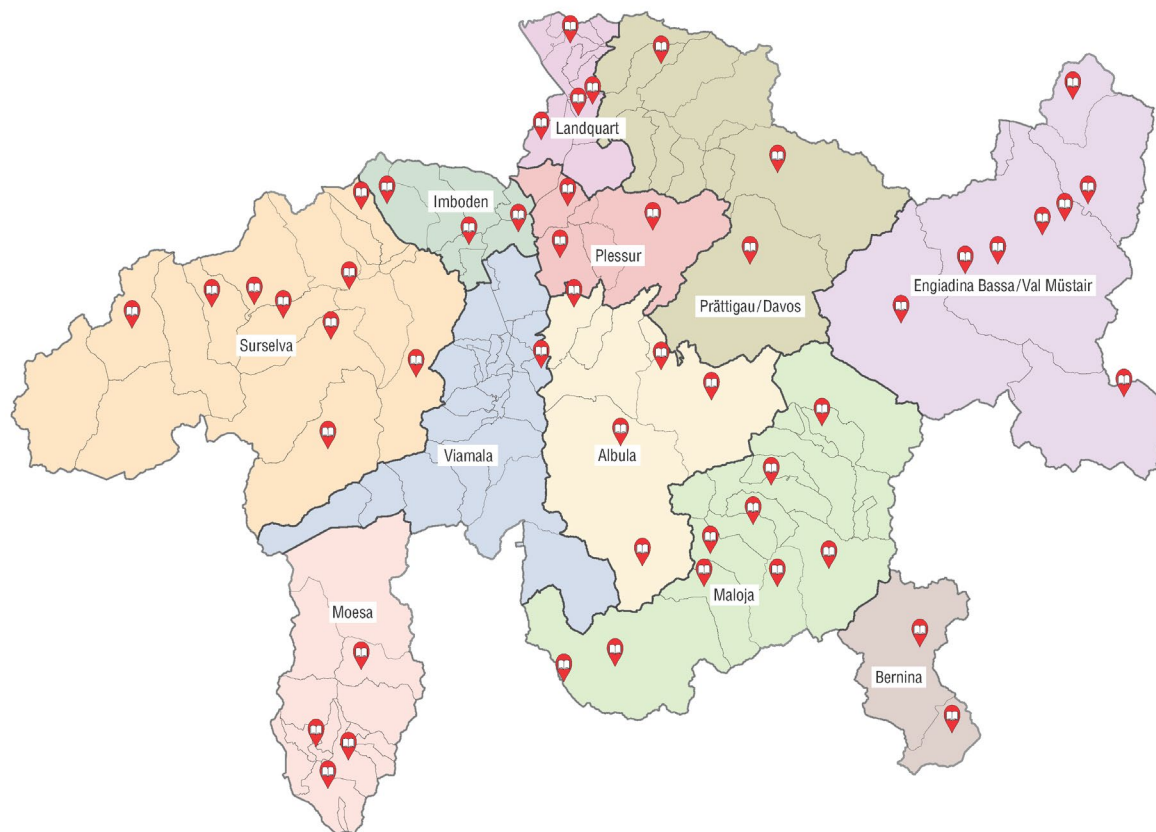 Landquart
Imboden
Plessur
Engiadina Bassa/Val Müstair
Prättigau/Davos
Surselva
Viamala
Albula
Maloja
Moesa
Bernina